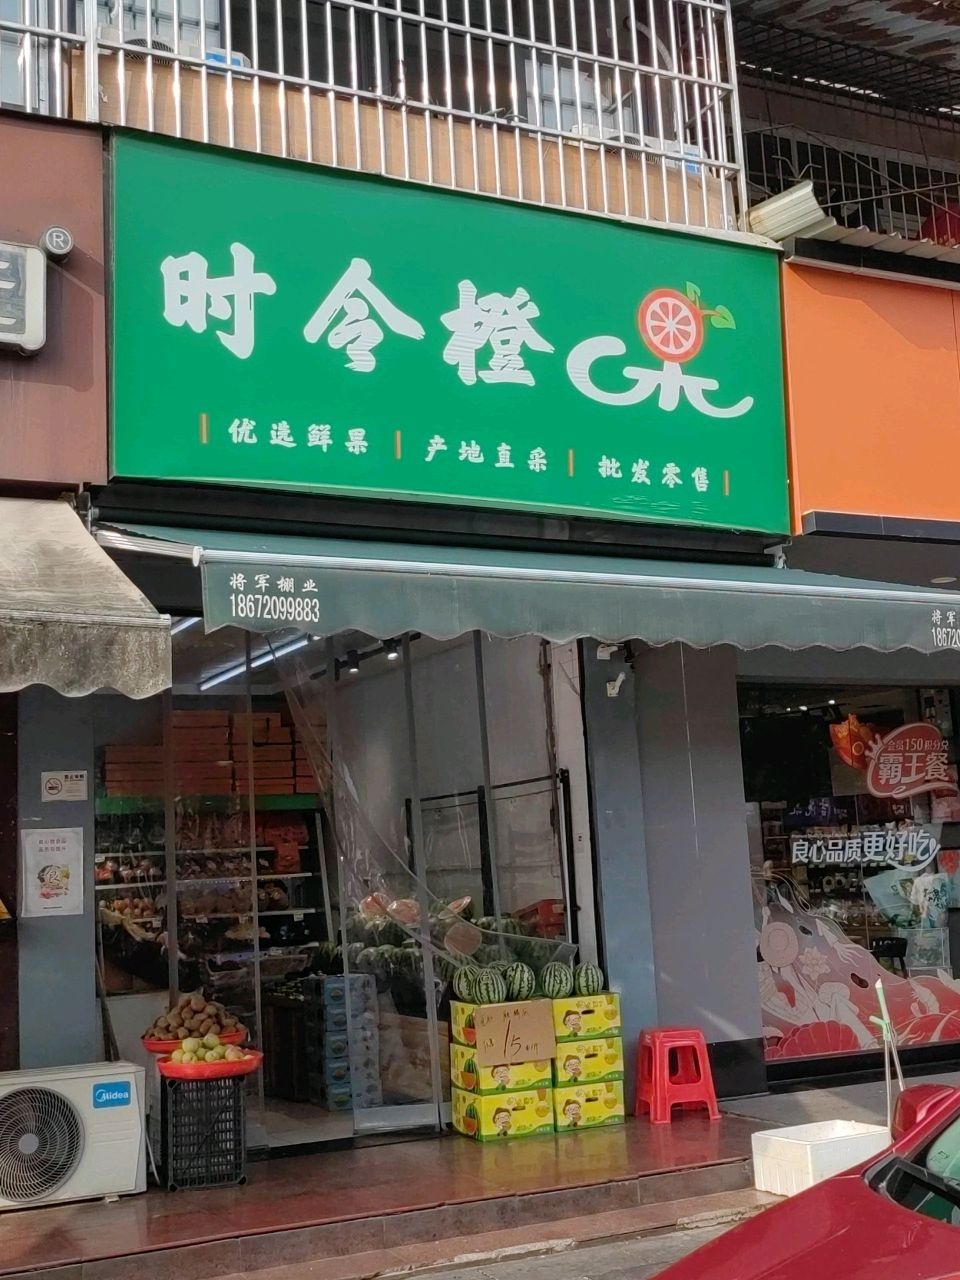 ®
时令橙
优选鲜果 产地直采 批发零售
将军棚业
18672099883
将军
18672
会员150积分兑
霸王餐
良心品质更好吃
15
Midea